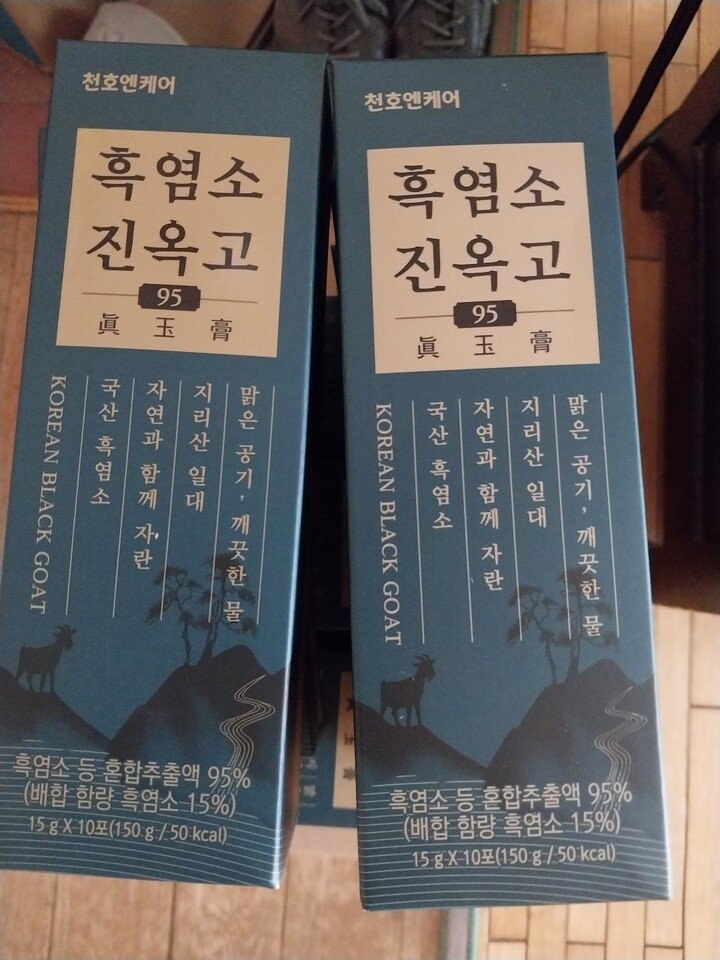 천호엔케어
흑염소
진옥고
95
眞玉膏
맑은 공기, 깨끗한 물
지리산 일대
자연과 함께 자란
국산 흑염소
KOREAN BLACK GOAT
흑염소 등 혼합추출액 95%
(배합 함량 흑염소 15%)
15 g X 10포(150 g / 50 kcal)
천호엔케어
흑염소
진옥고
95
眞玉膏
맑은 공기, 깨끗한 물
지리산 일대
자연과 함께 자란
국산 흑염소
KOREAN BLACK GOAT
흑염소 등 혼합추출액 95%
(배합 함량 흑염소 15%)
15 g X 10포(150 g / 50 kcal)